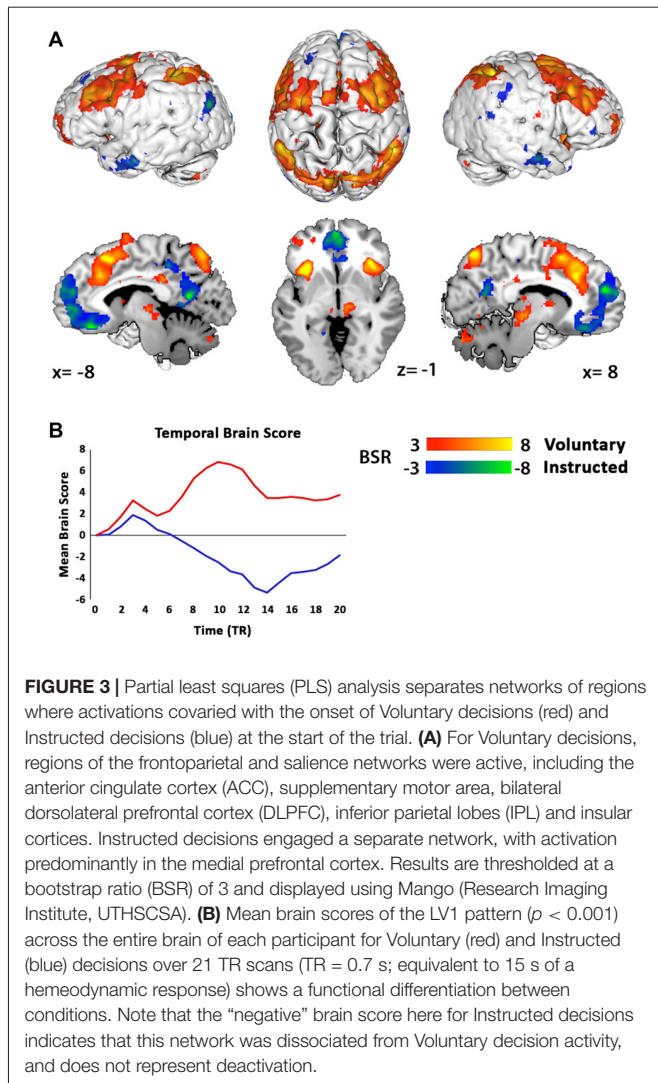 A
x= -8
z= -1
x= 8
B
Temporal Brain Score
Mean Brain Score
8
6
4
2
0
-2
-4
-6
0 2 4 6 8 10 12 14 16 18 20
Time (TR)
BSR
3 8 Voluntary
-3 -8 Instructed
FIGURE 3 | Partial least squares (PLS) analysis separates networks of regions
where activations covaried with the onset of Voluntary decisions (red) and
Instructed decisions (blue) at the start of the trial. (A) For Voluntary decisions,
regions of the frontoparietal and salience networks were active, including the
anterior cingulate cortex (ACC), supplementary motor area, bilateral
dorsolateral prefrontal cortex (DLPFC), inferior parietal lobes (IPL) and insular
cortices. Instructed decisions engaged a separate network, with activation
predominantly in the medial prefrontal cortex. Results are thresholded at a
bootstrap ratio (BSR) of 3 and displayed using Mango (Research Imaging
Institute, UTHSCSA). (B) Mean brain scores of the LV1 pattern (p < 0.001)
across the entire brain of each participant for Voluntary (red) and Instructed
(blue) decisions over 21 TR scans (TR = 0.7 s; equivalent to 15 s of a
hemeodynamic response) shows a functional differentiation between
conditions. Note that the “negative” brain score here for Instructed decisions
indicates that this network was dissociated from Voluntary decision activity,
and does not represent deactivation.